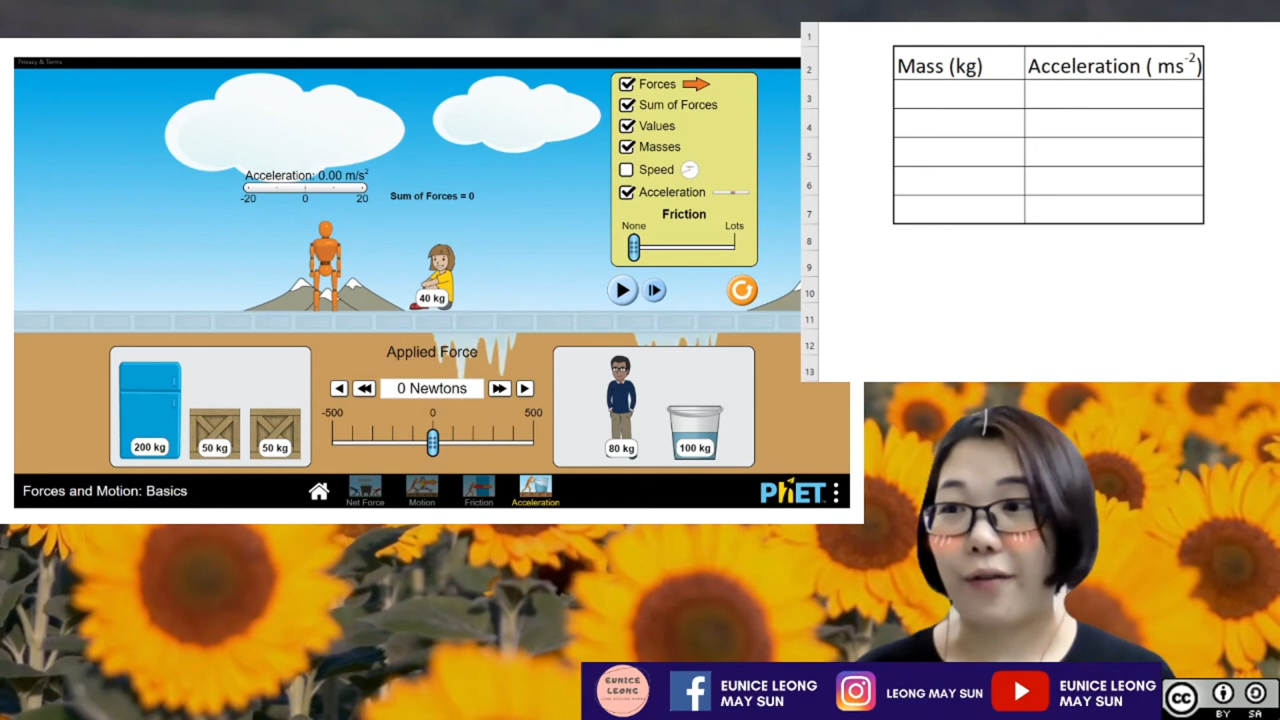 Privacy & Terms
Acceleration: 0.00 m/s²
-20 0 20
Sum of Forces = 0
40 kg
Forces
Sum of Forces
Values
Masses
Speed
Acceleration
Friction
None Lots
200 kg
50 kg
50 kg
Applied Force
0 Newtons
-500 0 500
80 kg
100 kg
Forces and Motion: Basics
Net Force
Motion
Friction
Acceleration
PhET
1
2
3
4
5
6
7
8
9
10
11
12
13
Mass (kg) Acceleration ( ms⁻²)
EUNICE
LEONG
EUNICE LEONG
MAY SUN
LEONG MAY SUN
EUNICE LEONG
MAY SUN
CC
BY SA